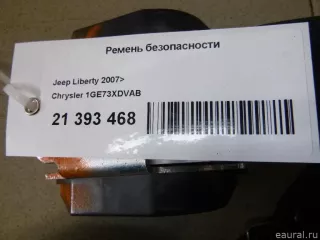 Ремень безопасности
Jeep Liberty 2007>
Chrysler 1GE73XDVAB
21 393 468
eaural.ru